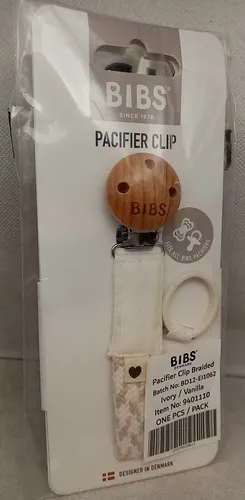 BIBS®
SINCE 1978
PACIFIER CLIP
BIBS
FITS ALL BIBS PACIFIERS
BIBS®
DENMARK
Pacifier Clip Braided
Batch No: BD12-EI1062
Ivory / Vanilla
Item No: 9401110
ONE PCS / PACK
DESIGNED IN DENMARK